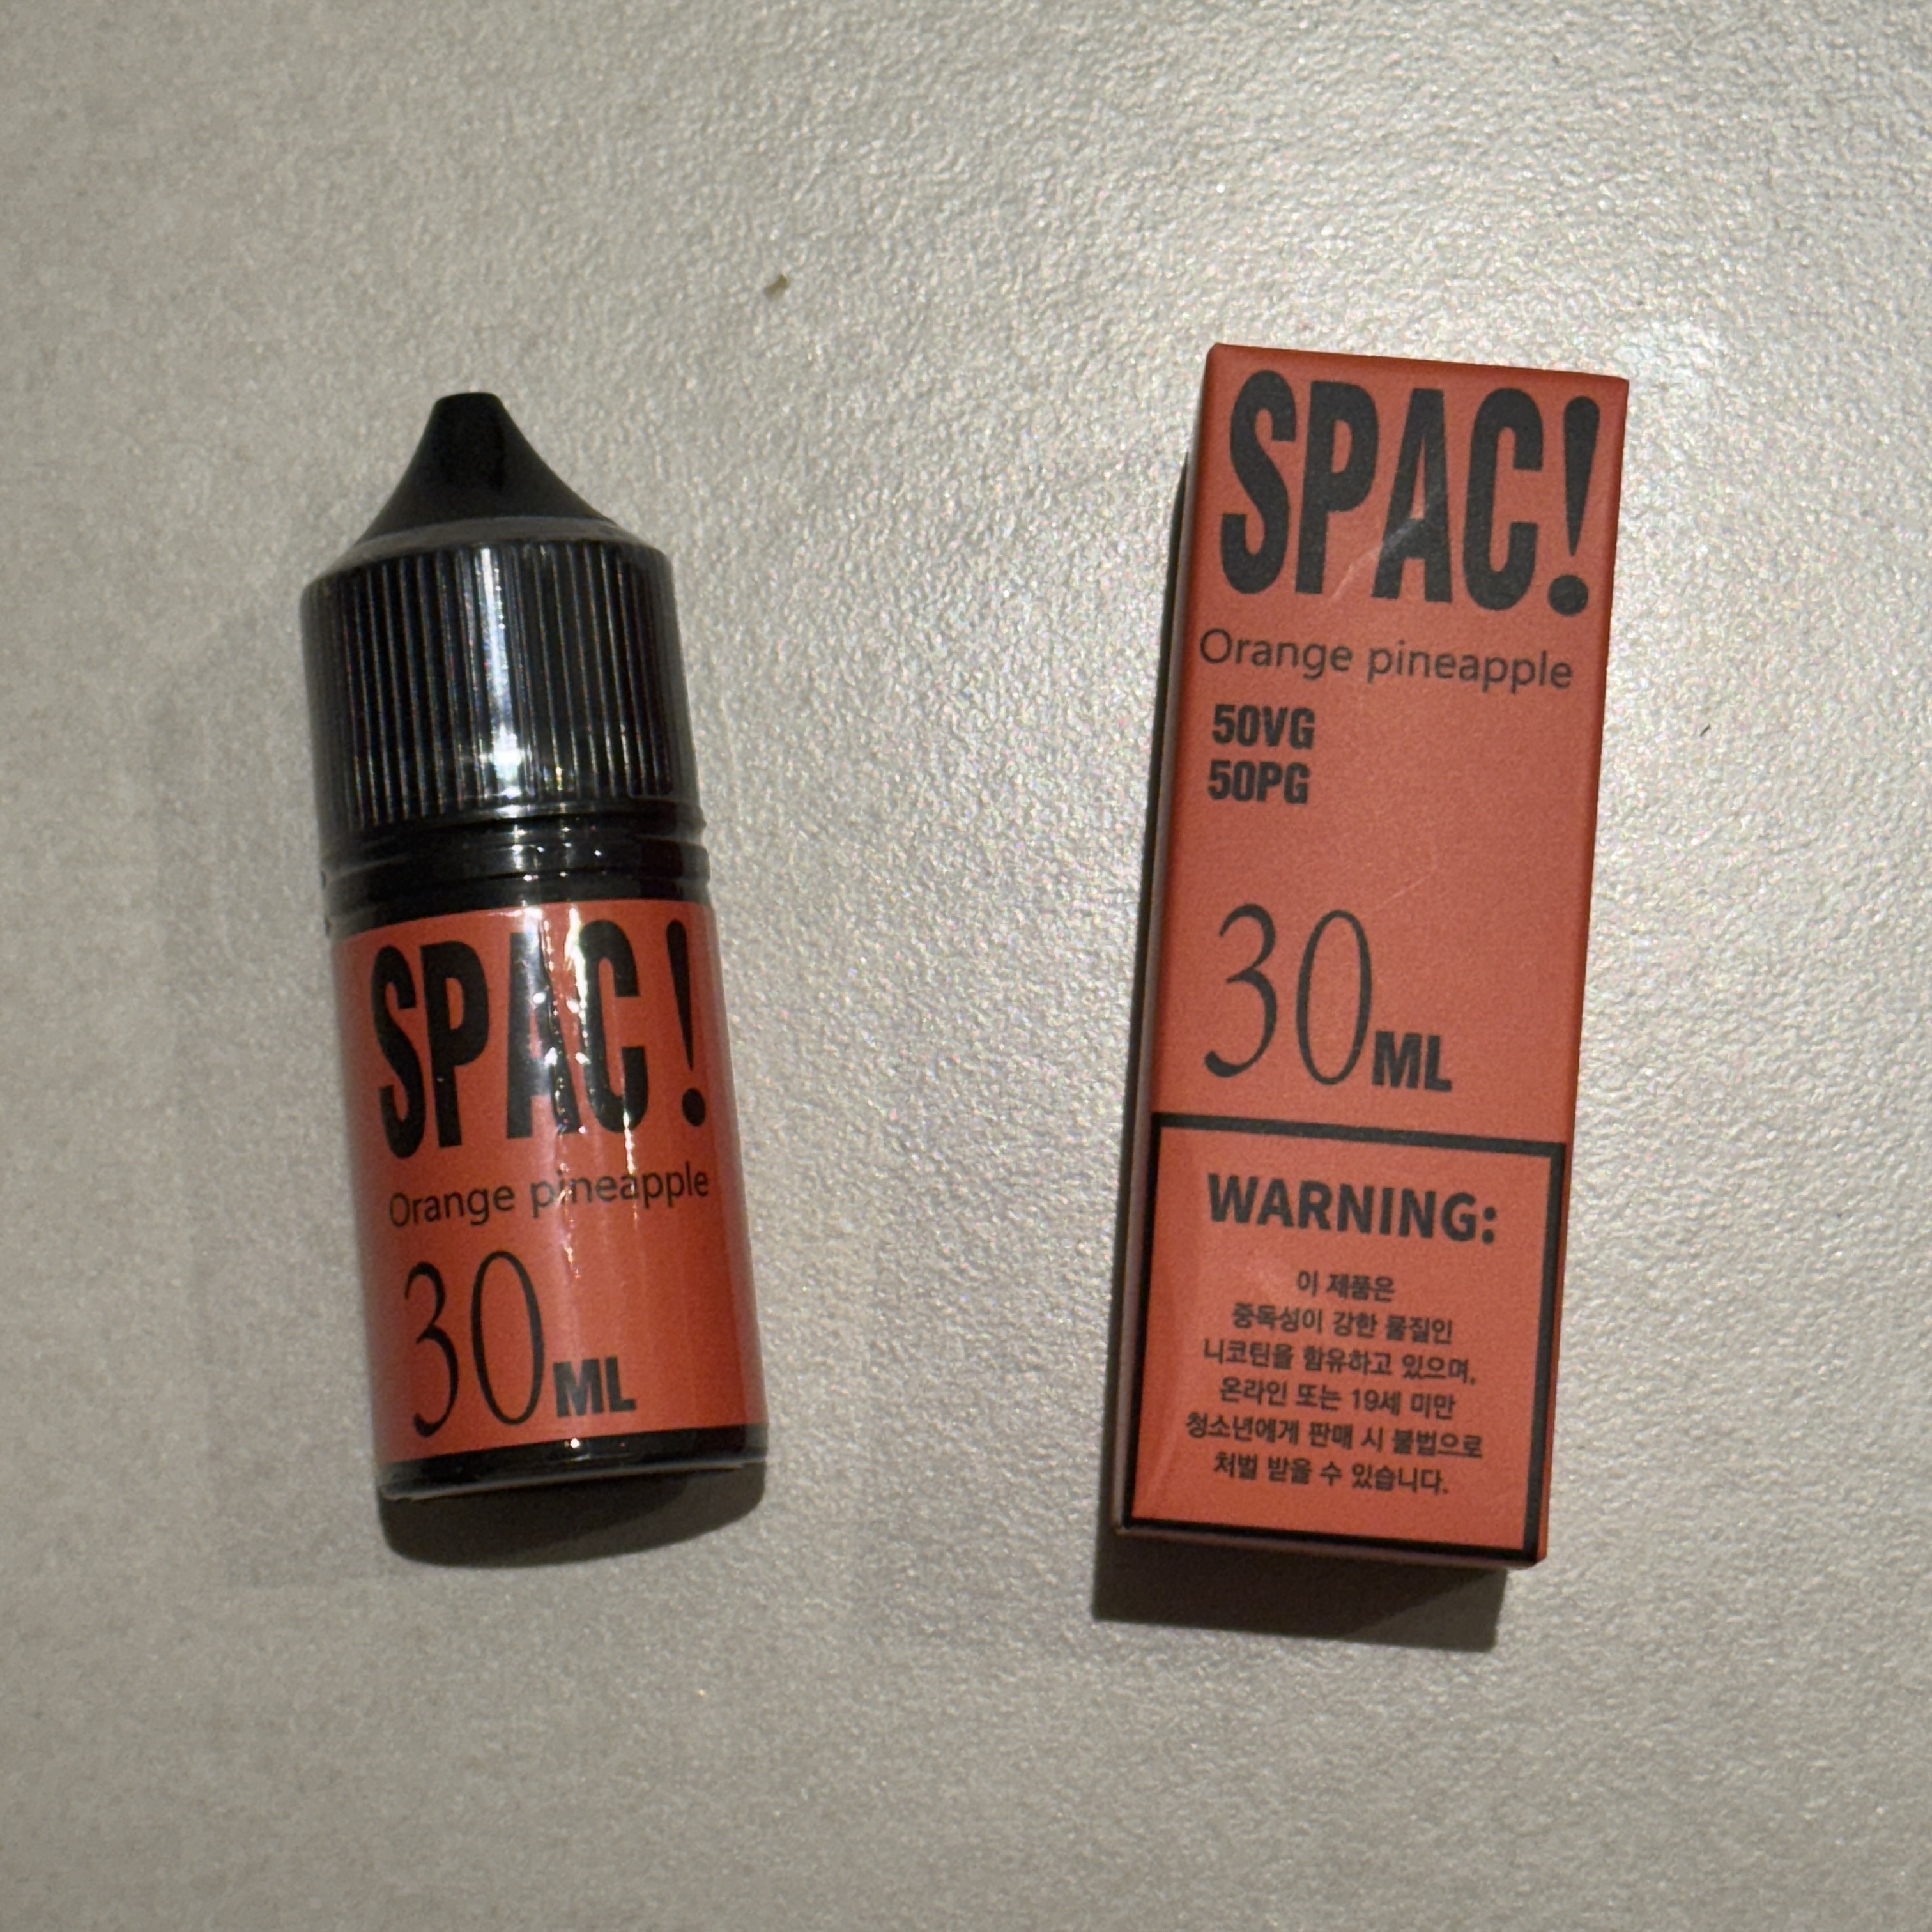 SPAC!
Orange pineapple
30ML
SPAC!
Orange pineapple
50VG
50PG
30ML
WARNING:
이 제품은
중독성이 강한 물질인
니코틴을 함유하고 있으며,
온라인 또는 19세 미만
청소년에게 판매 시 불법으로
처벌 받을 수 있습니다.